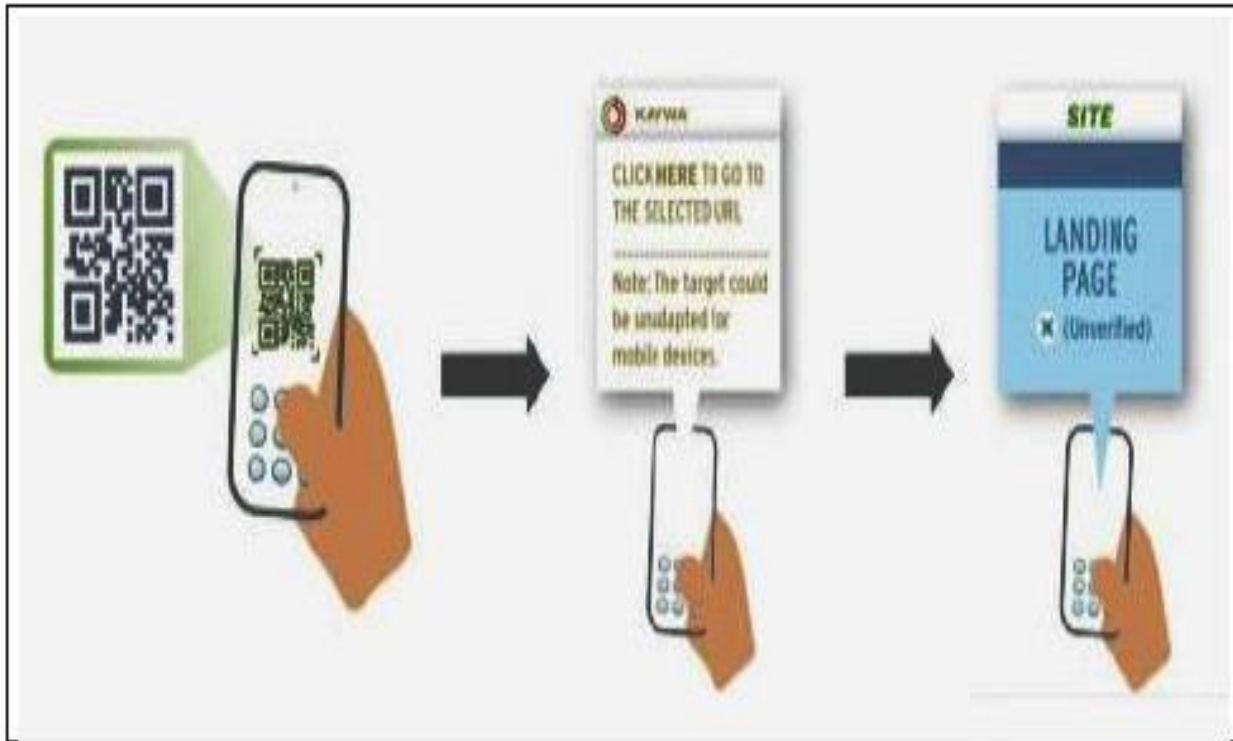 KAYWA
CLICK HERE TO GO TO
THE SELECTED URL
Note: The target could
be unadapted for
mobile devices.
SITE
LANDING
PAGE
X (Unverified)